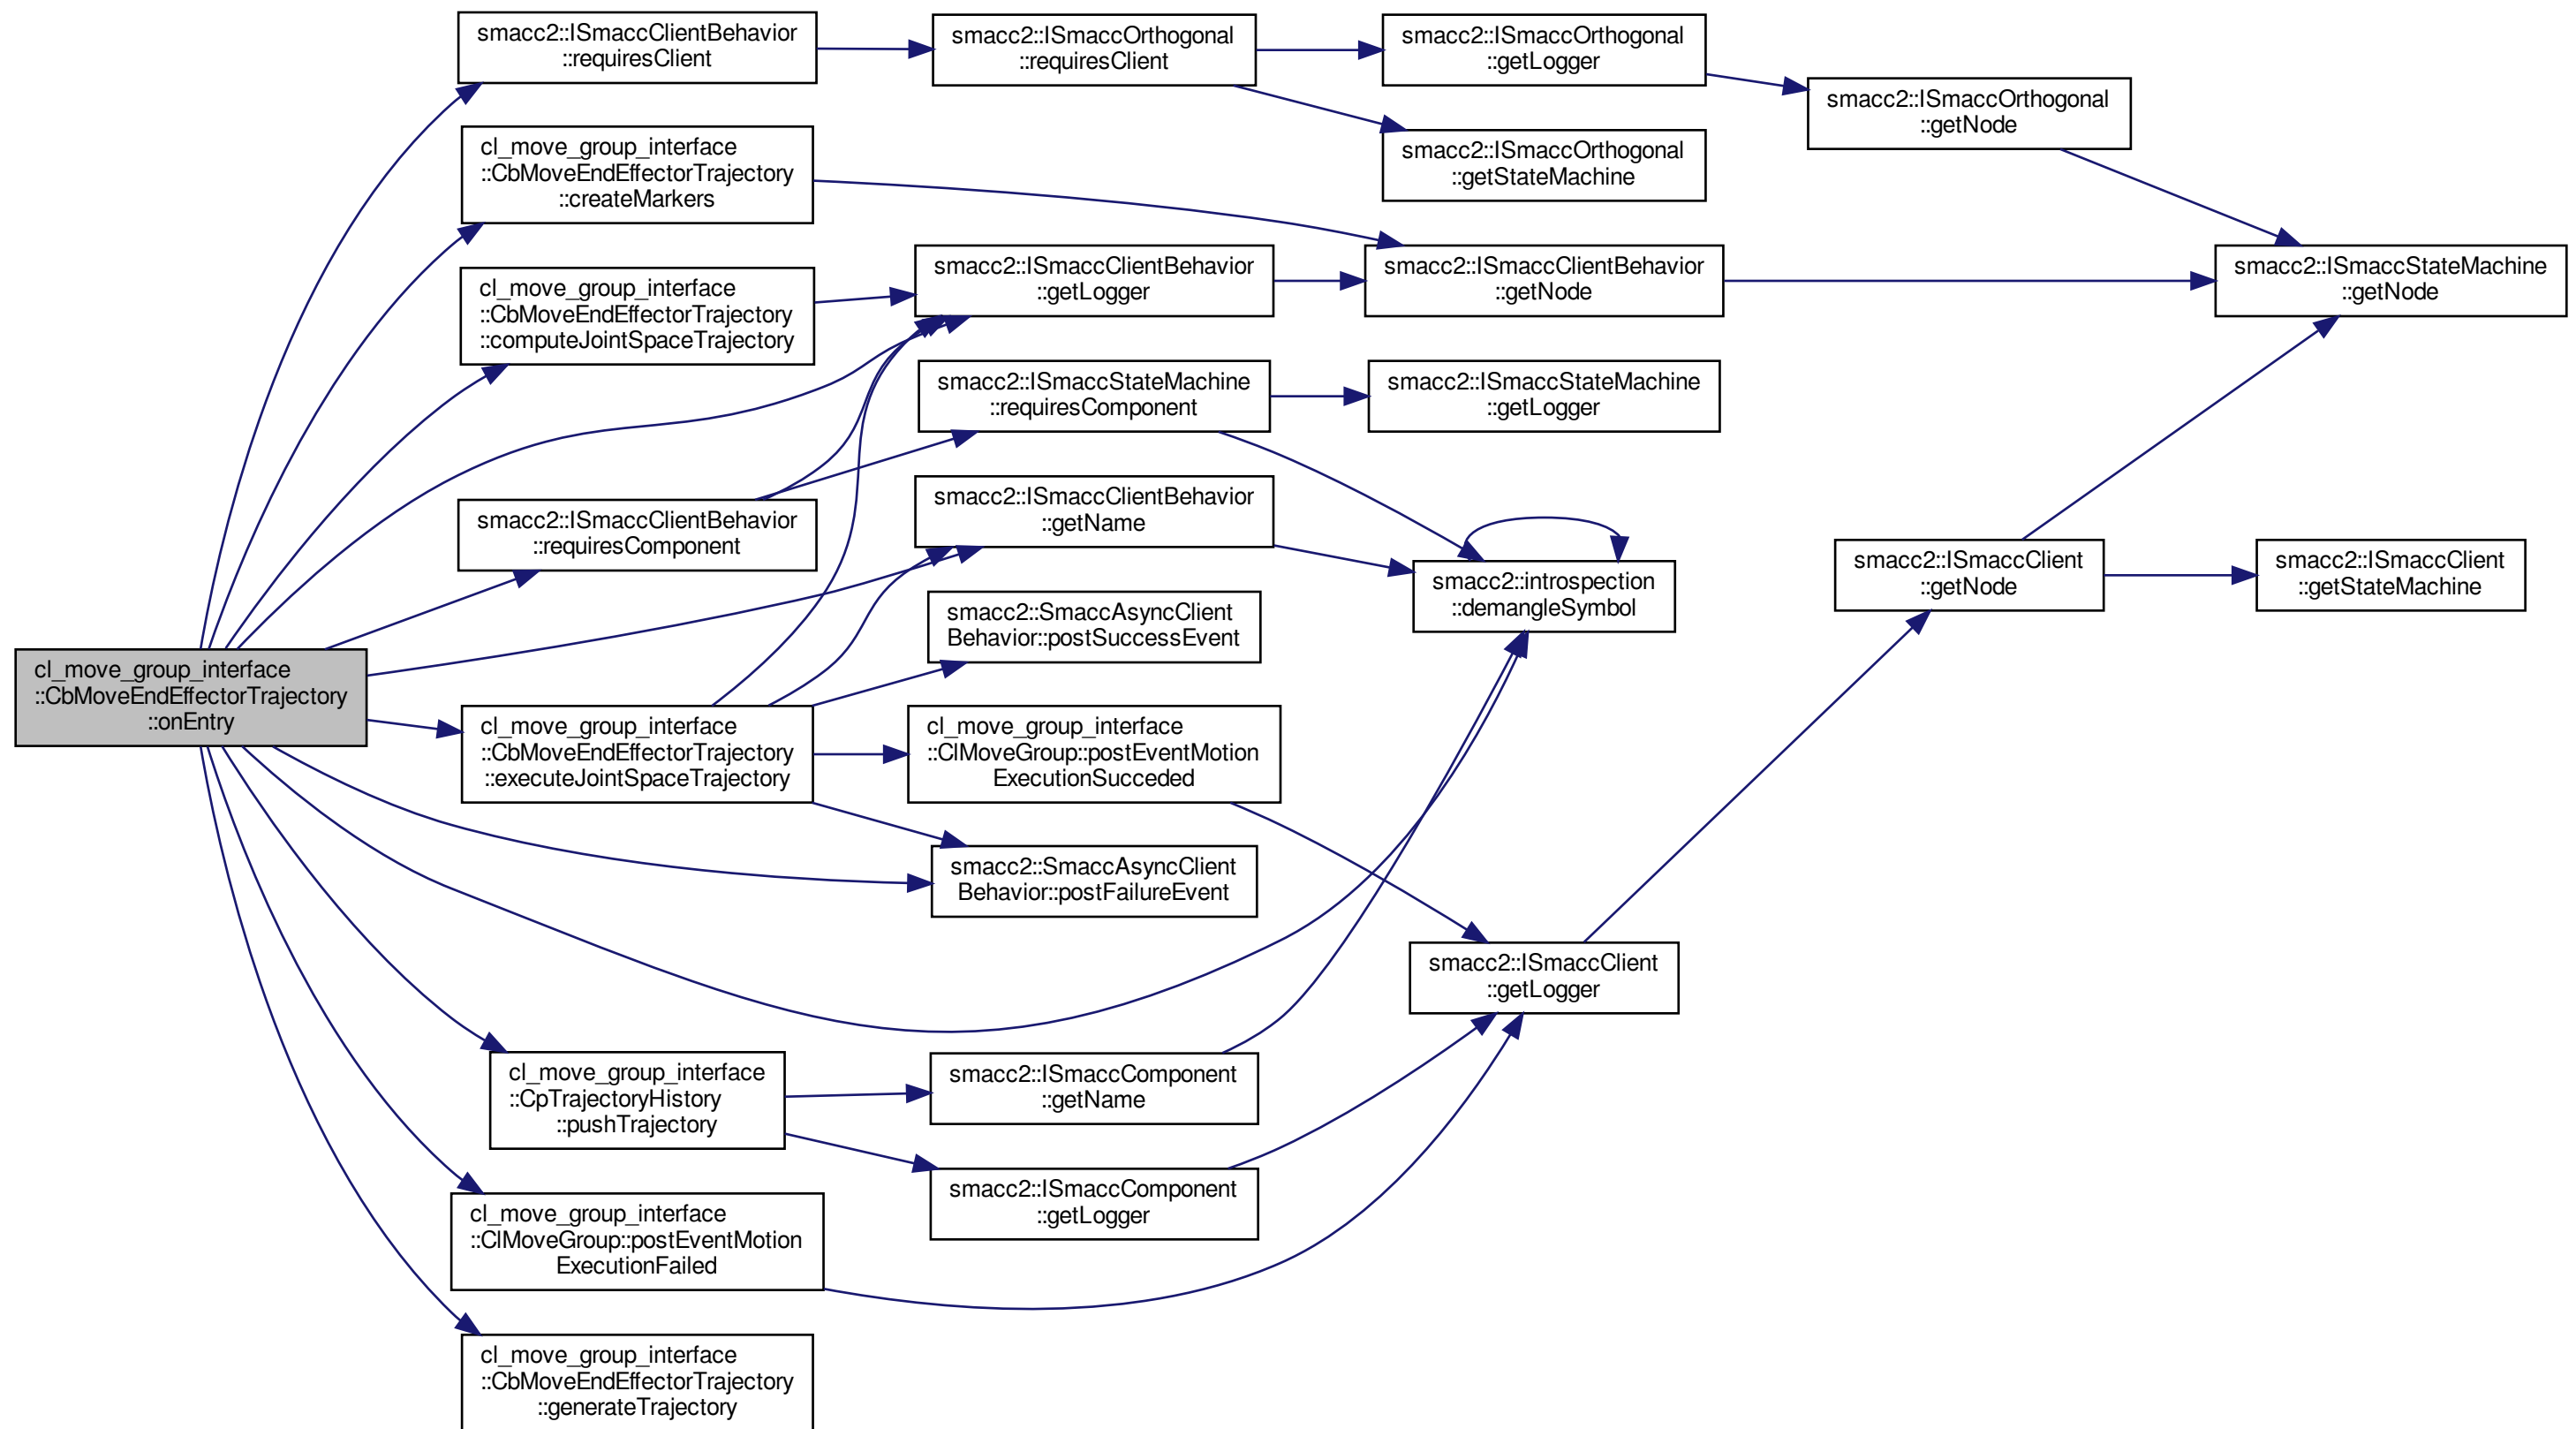 smacc2::ISmaccClientBehavior
::requiresClient
smacc2::ISmaccOrthogonal
::requiresClient
smacc2::ISmaccOrthogonal
::getLogger
smacc2::ISmaccOrthogonal
::getNode
cl_move_group_interface
::CbMoveEndEffectorTrajectory
::createMarkers
smacc2::ISmaccOrthogonal
::getStateMachine
cl_move_group_interface
::CbMoveEndEffectorTrajectory
::computeJointSpaceTrajectory
smacc2::ISmaccClientBehavior
::getLogger
smacc2::ISmaccClientBehavior
::getNode
smacc2::ISmaccStateMachine
::getNode
smacc2::ISmaccStateMachine
::requiresComponent
smacc2::ISmaccStateMachine
::getLogger
smacc2::ISmaccClientBehavior
::requiresComponent
smacc2::ISmaccClientBehavior
::getName
smacc2::introspection
::demangleSymbol
smacc2::ISmaccClient
::getNode
smacc2::ISmaccClient
::getStateMachine
cl_move_group_interface
::CbMoveEndEffectorTrajectory
::onEntry
smacc2::SmaccAsyncClient
Behavior::postSuccessEvent
cl_move_group_interface
::CbMoveEndEffectorTrajectory
::executeJointSpaceTrajectory
cl_move_group_interface
::ClMoveGroup::postEventMotion
ExecutionSucceded
smacc2::SmaccAsyncClient
Behavior::postFailureEvent
smacc2::ISmaccClient
::getLogger
cl_move_group_interface
::CpTrajectoryHistory
::pushTrajectory
smacc2::ISmaccComponent
::getName
smacc2::ISmaccComponent
::getLogger
cl_move_group_interface
::ClMoveGroup::postEventMotion
ExecutionFailed
cl_move_group_interface
::CbMoveEndEffectorTrajectory
::generateTrajectory